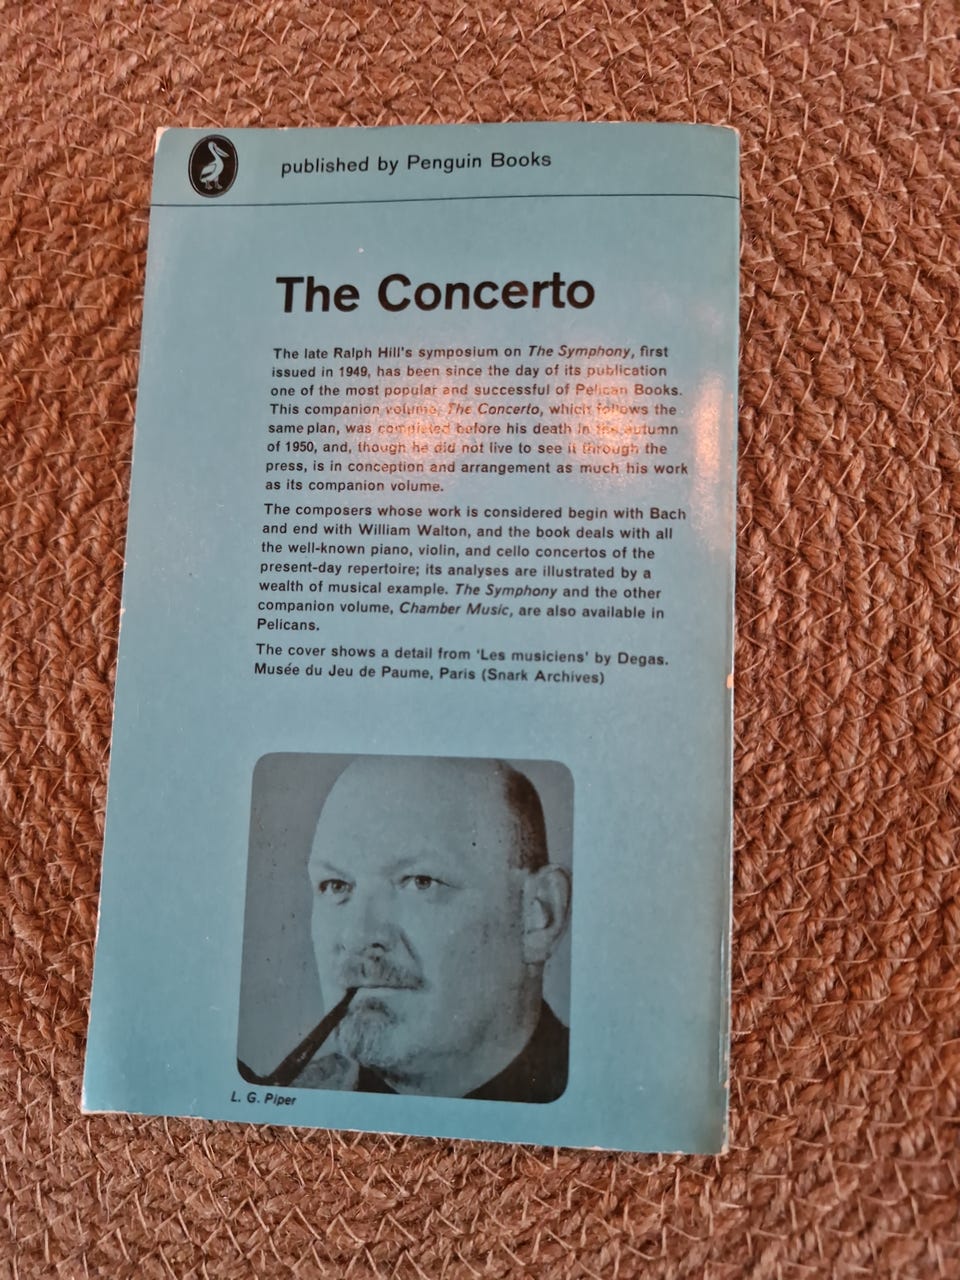 published by Penguin Books
The Concerto
The late Ralph Hill's symposium on The Symphony, first
issued in 1949, has been since the day of its publication
one of the most popular and successful of Pelican Books.
This companion volume, The Concerto, which follows the
same plan, was completed before his death in the autumn
of 1950, and, though he did not live to see it through the
press, is in conception and arrangement as much his work
as its companion volume.
The composers whose work is considered begin with Bach
and end with William Walton, and the book deals with all
the well-known piano, violin, and cello concertos of the
present-day repertoire; its analyses are illustrated by a
wealth of musical example. The Symphony and the other
companion volume, Chamber Music, are also available in
Pelicans.
The cover shows a detail from ‘Les musiciens’ by Degas.
Musée du Jeu de Paume, Paris (Snark Archives)
L. G. Piper